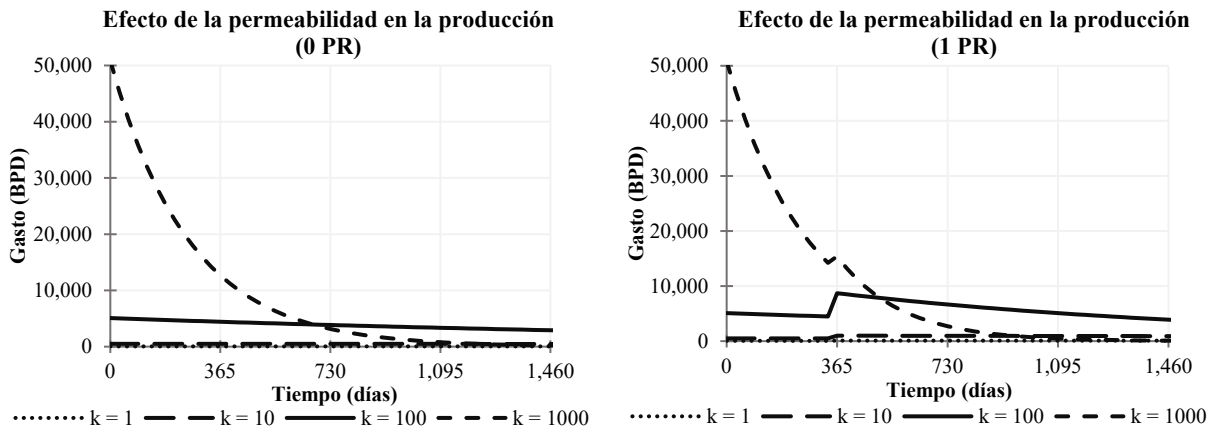 Efecto de la permeabilidad en la producción
(0 PR)
50,000
40,000
30,000
20,000
10,000
0
Gasto (BPD)
0 365 730 1,095 1,460
Tiempo (días)
k = 1 k = 10 k = 100 k = 1000
Efecto de la permeabilidad en la producción
(1 PR)
50,000
40,000
30,000
20,000
10,000
0
Gasto (BPD)
0 365 730 1,095 1,460
Tiempo (días)
k = 1 k = 10 k = 100 k = 1000